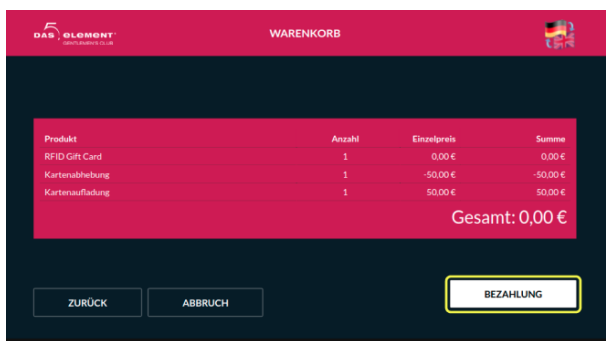 5
DAS element
GENTLEMEN'S CLUB
WARENKORB
Produkt Anzahl Einzelpreis Summe
RFID Gift Card 1 0,00 € 0,00 €
Kartenabhebung 1 -50,00 € -50,00 €
Kartenaufladung 1 50,00 € 50,00 €
Gesamt: 0,00 €
ZURÜCK ABBRUCH BEZAHLUNG